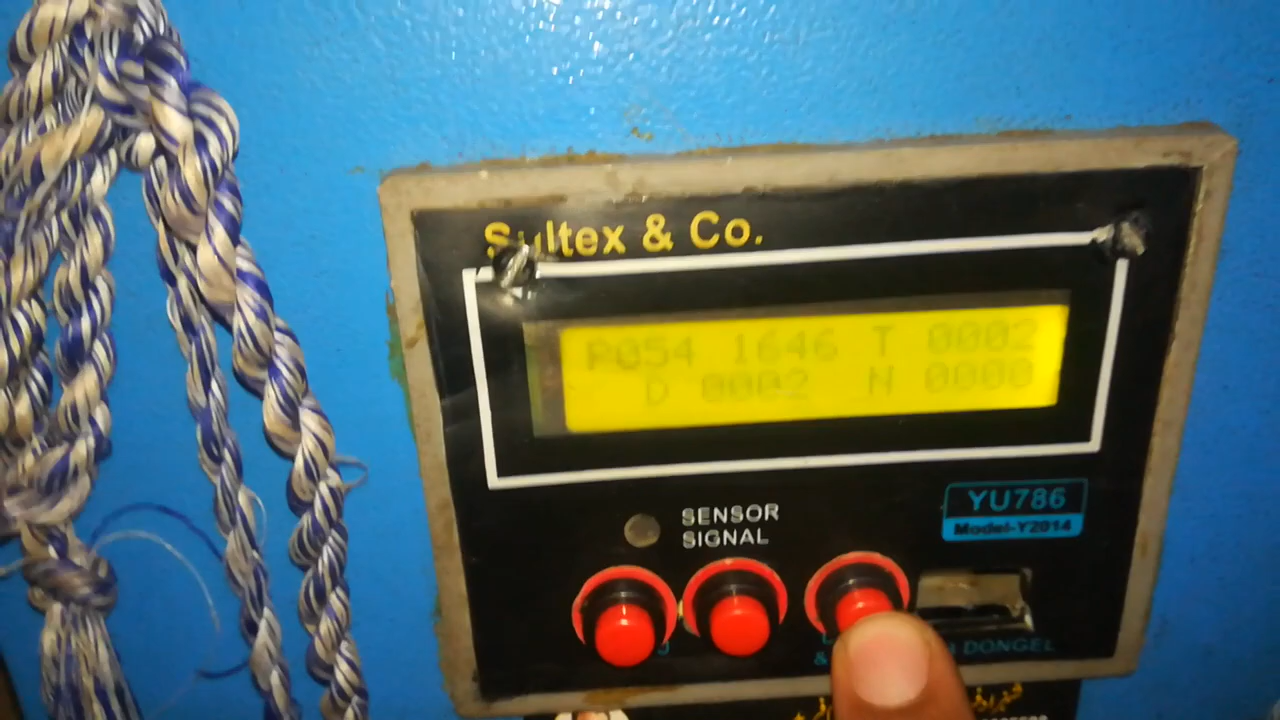 Sultex & Co.
P054 1646 T 0002
D 0002 N 0000
SENSOR
SIGNAL
YU786
Model-Y2014
& DONGEL